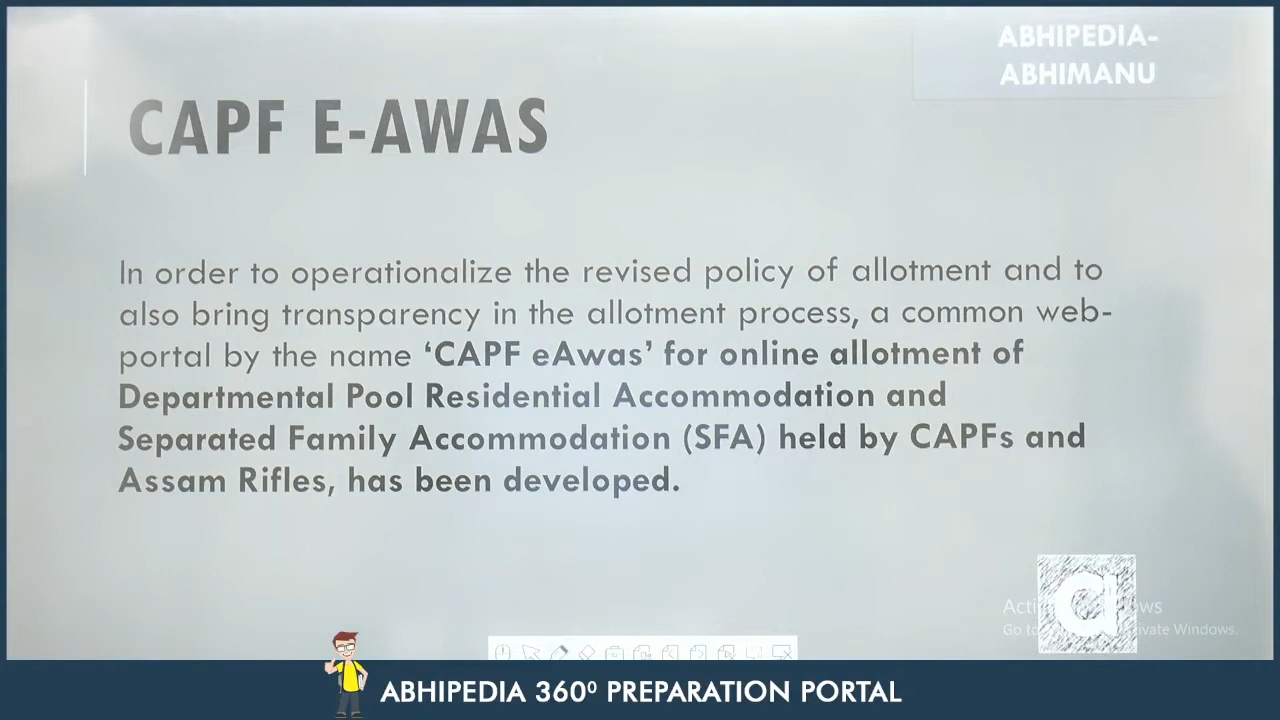 ABHIPEDIA-
ABHIMANU
CAPF E-AWAS
In order to operationalize the revised policy of allotment and to
also bring transparency in the allotment process, a common web-
portal by the name ‘CAPF eAwas’ for online allotment of
Departmental Pool Residential Accommodation and
Separated Family Accommodation (SFA) held by CAPFs and
Assam Rifles, has been developed.
a
Windows.
ABHIPEDIA 360⁰ PREPARATION PORTAL